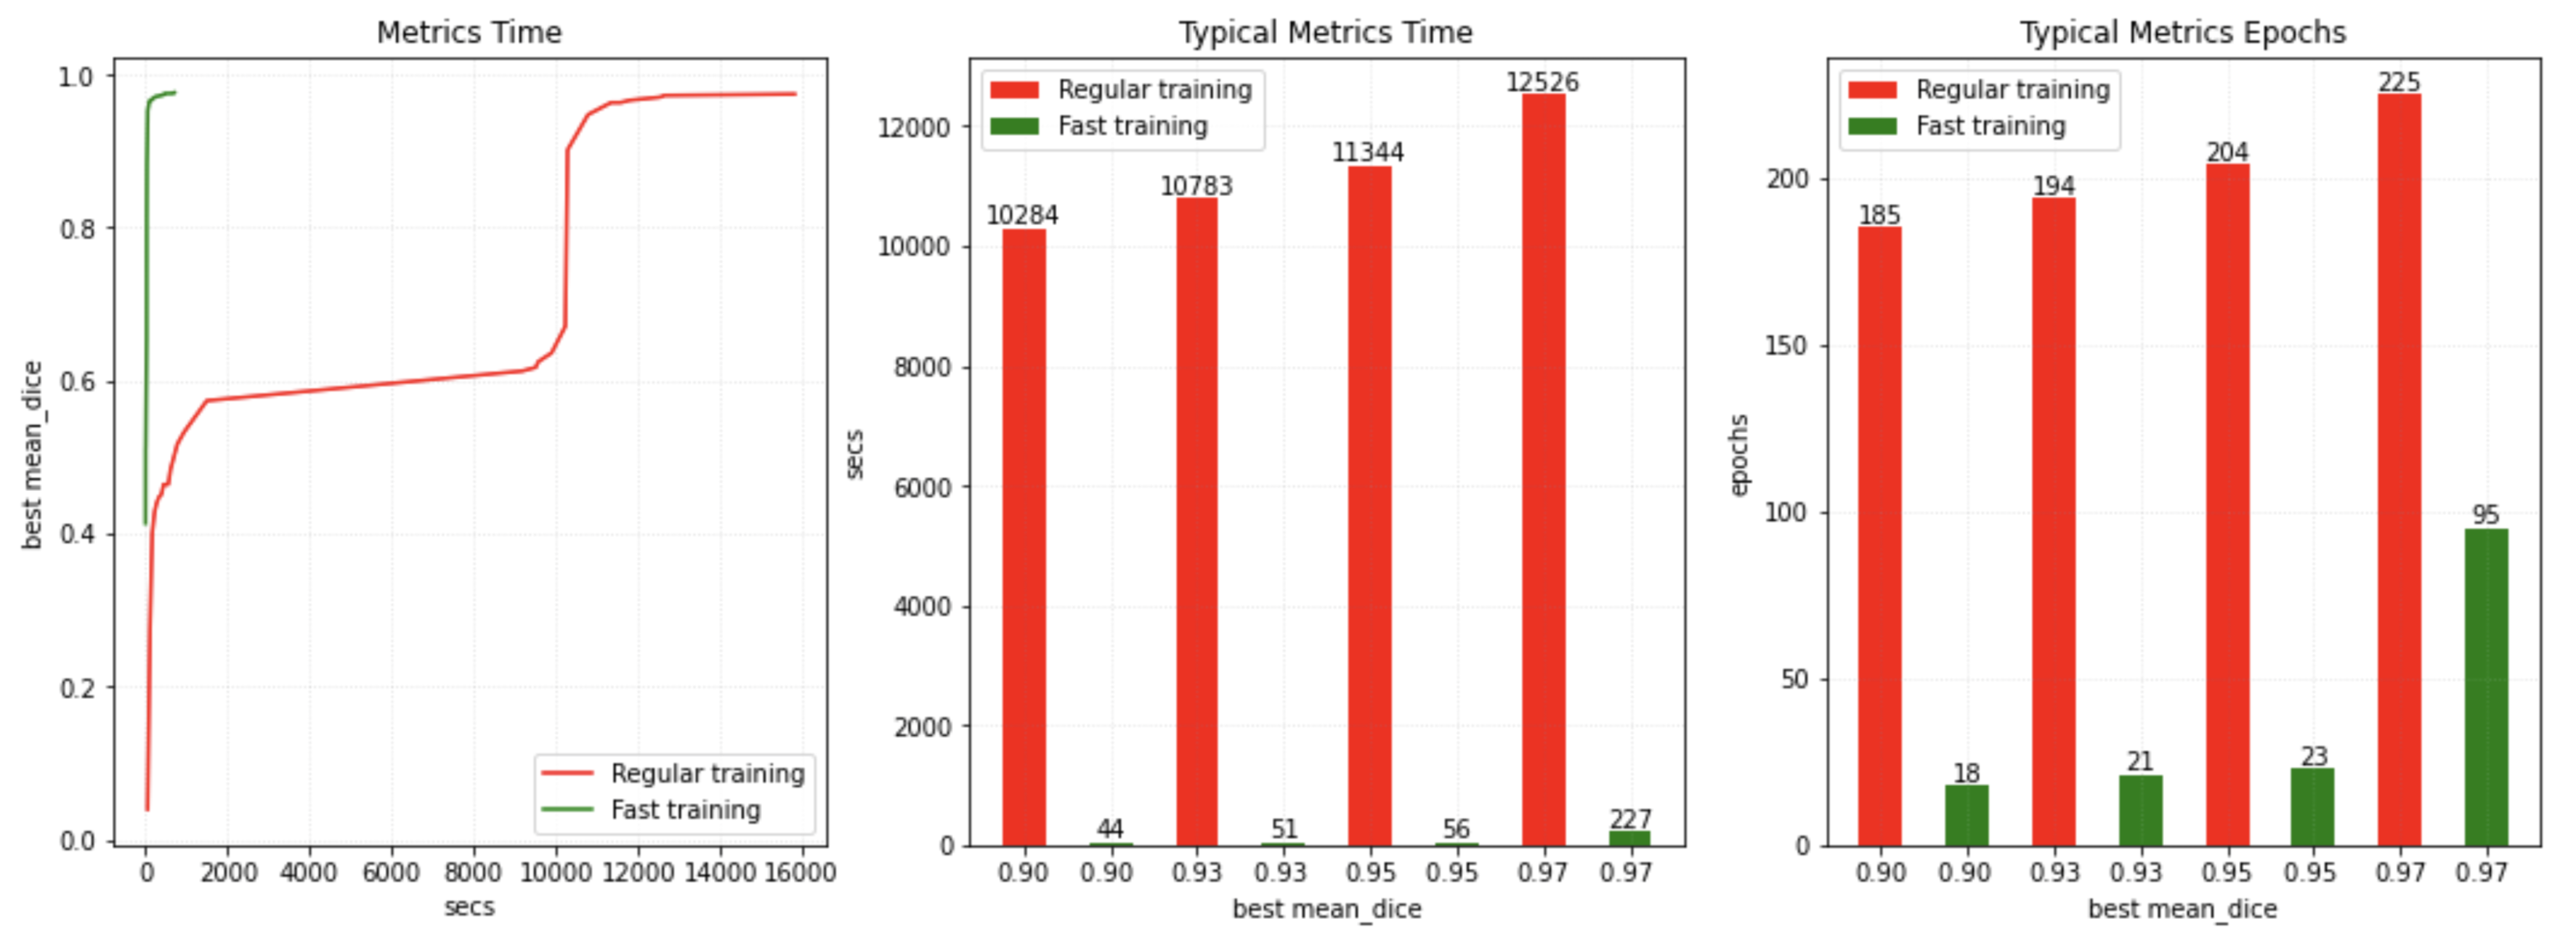 Metrics Time
best mean_dice
1.0
0.8
0.6
0.4
0.2
0.0
Regular training
Fast training
0 2000 4000 6000 8000 10000 12000 14000 16000
secs
Typical Metrics Time
secs
12000
10000
8000
6000
4000
2000
0
Regular training
Fast training
10284
44
10783
51
11344
56
12526
227
0.90 0.90 0.93 0.93 0.95 0.95 0.97 0.97
best mean_dice
Typical Metrics Epochs
epochs
200
150
100
50
0
Regular training
Fast training
185
18
194
21
204
23
225
95
0.90 0.90 0.93 0.93 0.95 0.95 0.97 0.97
best mean_dice